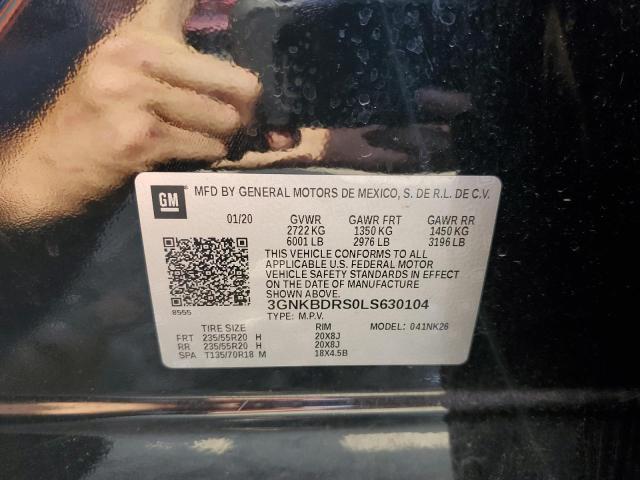 GM
MFD BY GENERAL MOTORS DE MEXICO, S. DE R.L. DE C.V.
01/20 GVWR GAWR FRT GAWR RR
2722 KG 1350 KG 1450 KG
6001 LB 2976 LB 3196 LB
THIS VEHICLE CONFORMS TO ALL
APPLICABLE U.S. FEDERAL MOTOR
VEHICLE SAFETY STANDARDS IN EFFECT
ON THE DATE OF MANUFACTURE
SHOWN ABOVE.
3GNKBDRS0LS630104
8555 TYPE: M.P.V.
TIRE SIZE RIM MODEL: 041NK26
FRT 235/55R20 H 20X8J
RR 235/55R20 H 20X8J
SPA T135/70R18 M 18X4.5B